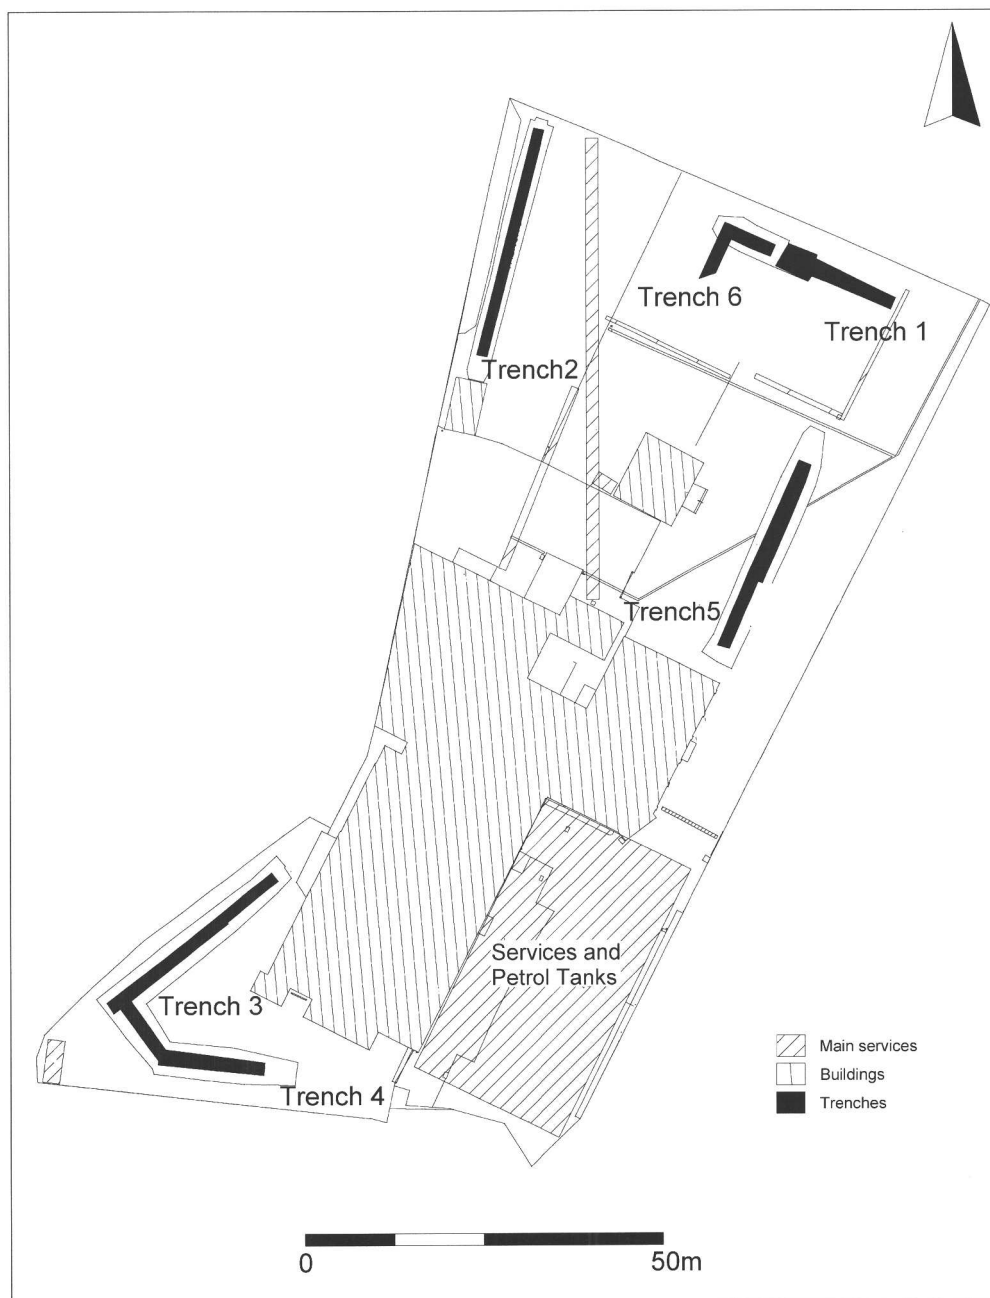 Trench 6
Trench 1
Trench2
Trench5
Services and
Petrol Tanks
Trench 3
Trench 4
Main services
Buildings
Trenches
0
50m